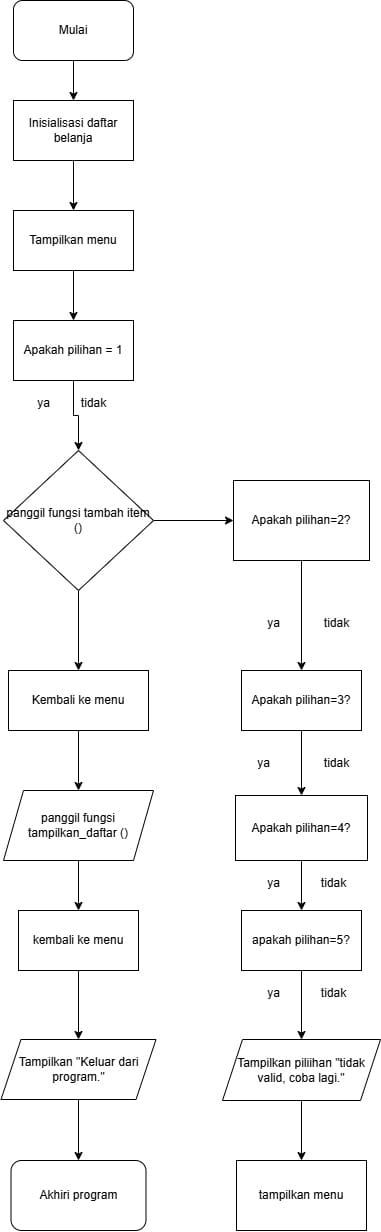 Mulai
Inisialisasi daftar
belanja
Tampilkan menu
Apakah pilihan = 1
ya
tidak
panggil fungsi tambah item
()
Apakah pilihan=2?
ya
tidak
Kembali ke menu
Apakah pilihan=3?
ya
tidak
panggil fungsi
tampilkan_daftar ()
Apakah pilihan=4?
ya
tidak
kembali ke menu
apakah pilihan=5?
ya
tidak
Tampilkan "Keluar dari
program."
Tampilkan piliihan "tidak
valid, coba lagi."
Akhiri program
tampilkan menu